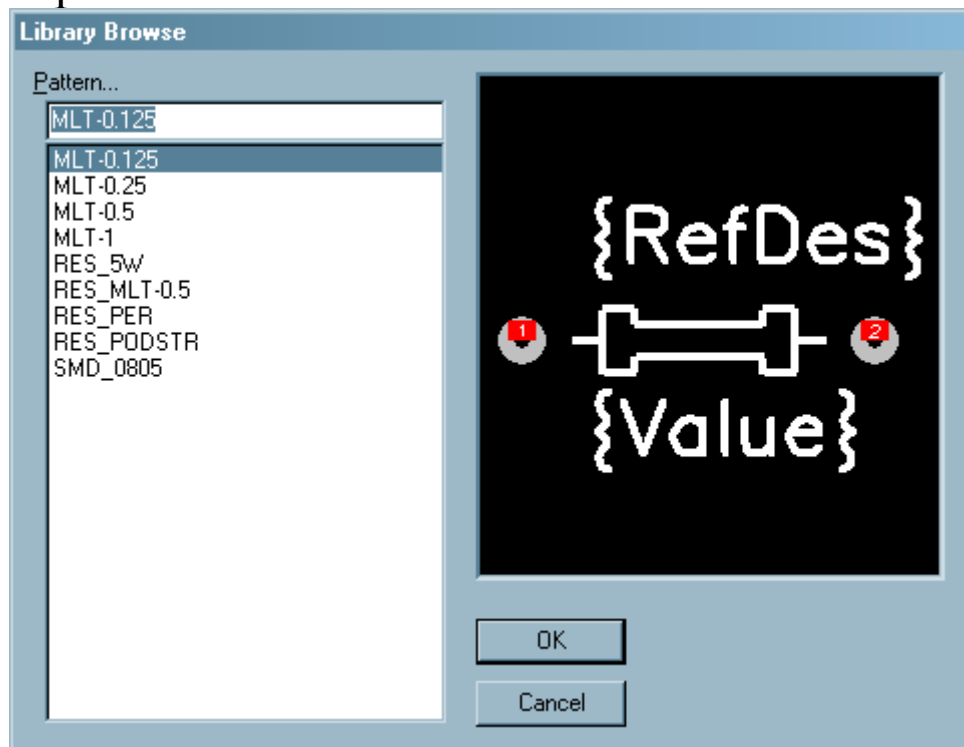 Library Browse
Pattern...
MLT-0.125
MLT-0.125
MLT-0.25
MLT-0.5
MLT-1
RES_5W
RES_MLT-0.5
RES_PER
RES_PODSTR
SMD_0805
{RefDes}
1
2
{Value}
OK
Cancel